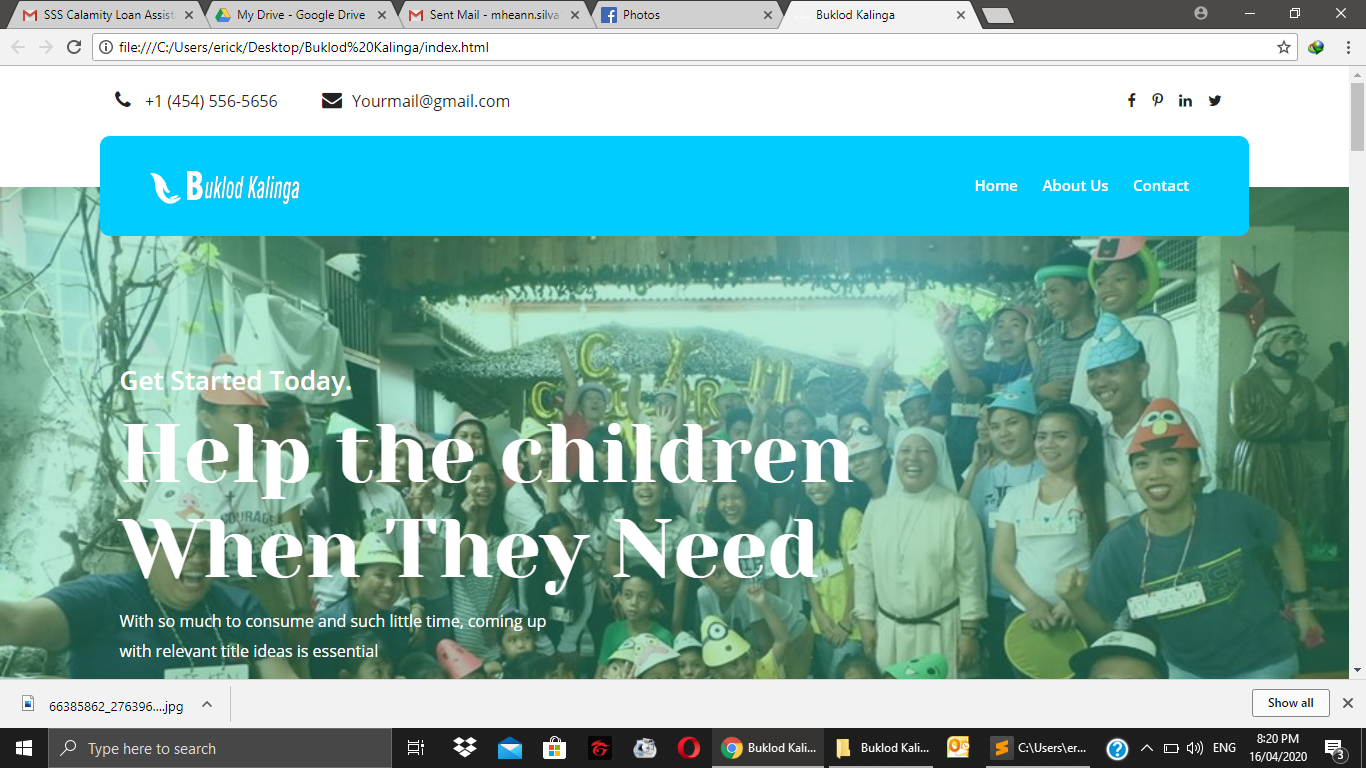 SSS Calamity Loan Assist
My Drive - Google Drive
Sent Mail - mheann.silva
Photos
Buklod Kalinga
file:///C:/Users/erick/Desktop/Buklod%20Kalinga/index.html
+1 (454) 556-5656
Yourmail@gmail.com
Buklod Kalinga
Home
About Us
Contact
Get Started Today.
Help the children
When They Need
With so much to consume and such little time, coming up
with relevant title ideas is essential
COURAGE
66385862_276396....jpg
Show all
Type here to search
Buklod Kali...
Buklod Kali...
C:\Users\er...
ENG
8:20 PM
16/04/2020
3